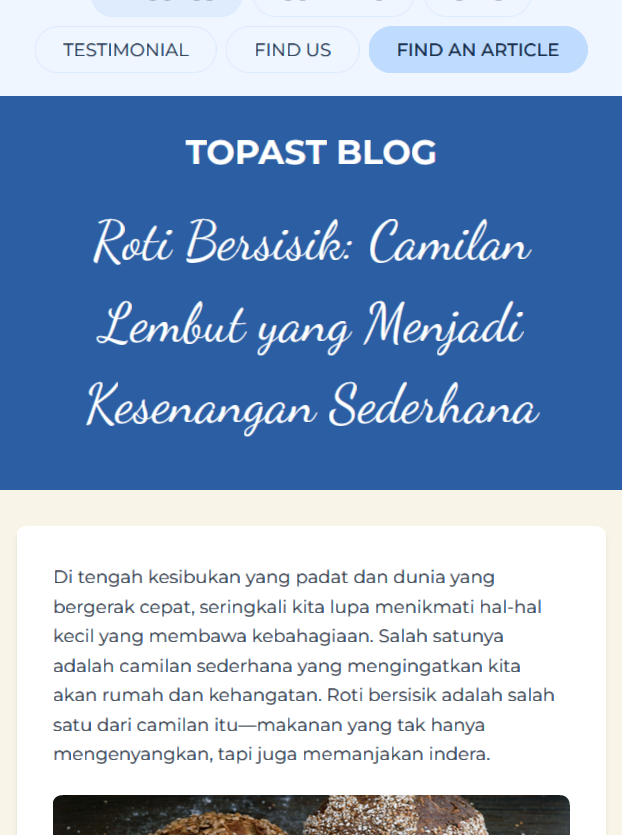 TESTIMONIAL
FIND US
FIND AN ARTICLE
TOPAST BLOG
Roti Bersisik: Camilan
Lembut yang Menjadi
Kesenangan Sederhana
Di tengah kesibukan yang padat dan dunia yang
bergerak cepat, seringkali kita lupa menikmati hal-hal
kecil yang membawa kebahagiaan. Salah satunya
adalah camilan sederhana yang mengingatkan kita
akan rumah dan kehangatan. Roti bersisik adalah salah
satu dari camilan itu—makanan yang tak hanya
mengenyangkan, tapi juga memanjakan indera.